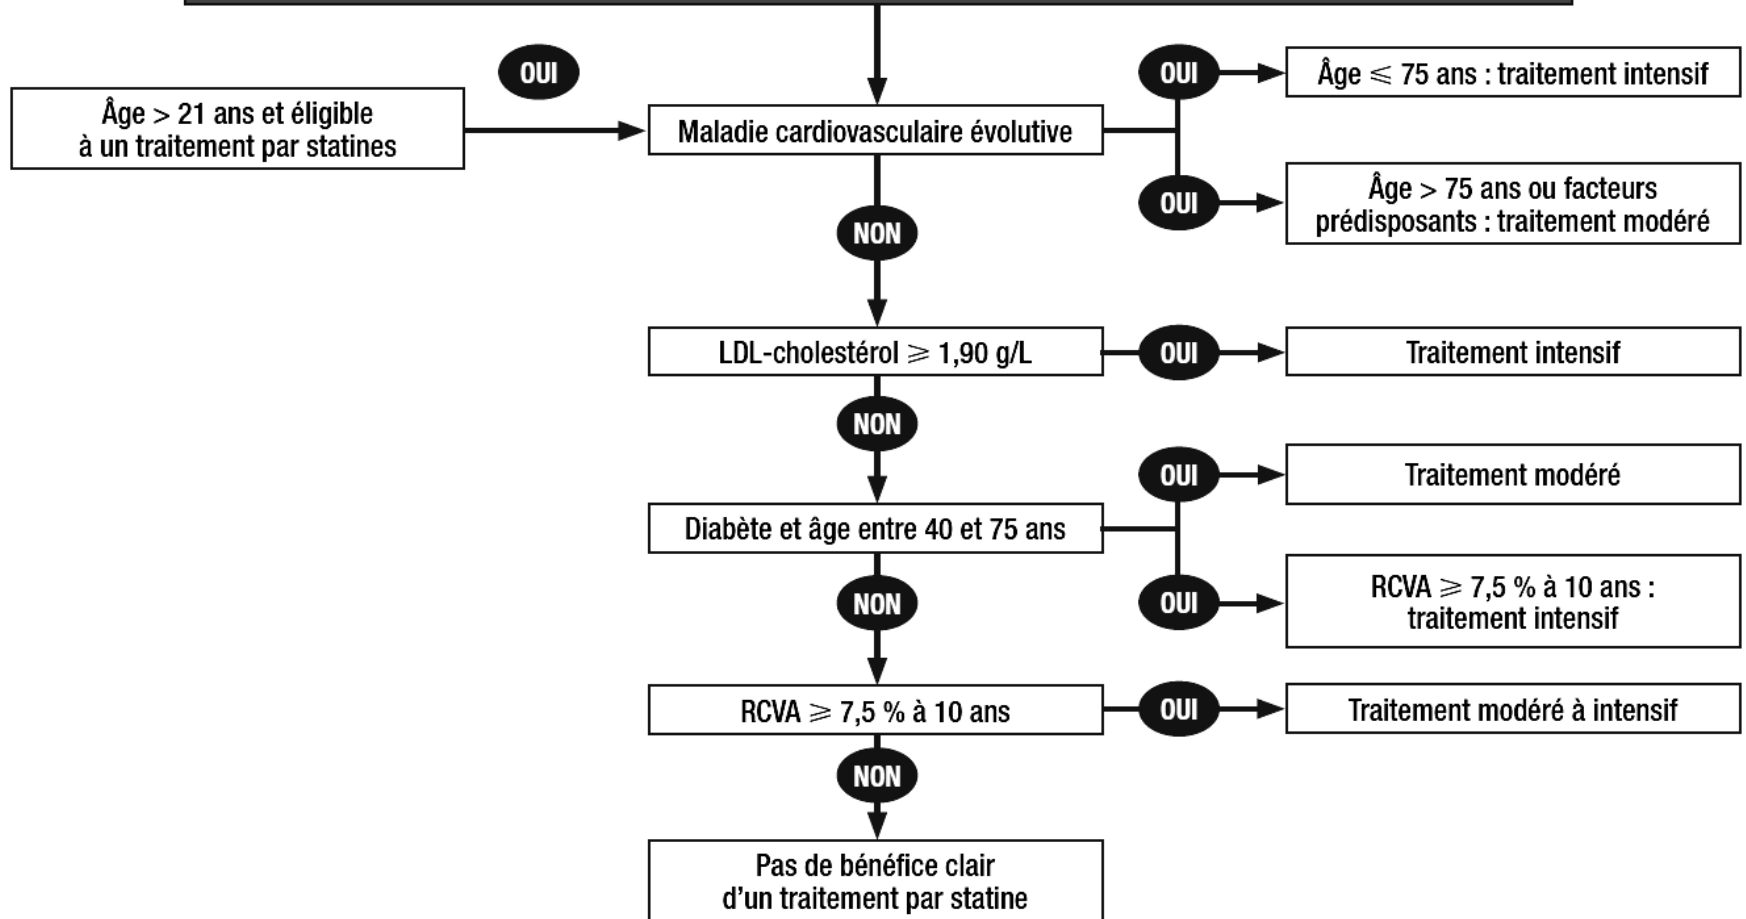 OUI
OUI
Âge ⩽ 75 ans : traitement intensif
Âge > 21 ans et éligible
à un traitement par statines
Maladie cardiovasculaire évolutive
OUI
Âge > 75 ans ou facteurs
prédisposants : traitement modéré
NON
LDL-cholestérol ⩾ 1,90 g/L
OUI
Traitement intensif
NON
OUI
Traitement modéré
Diabète et âge entre 40 et 75 ans
NON
OUI
RCVA ⩾ 7,5 % à 10 ans :
traitement intensif
RCVA ⩾ 7,5 % à 10 ans
OUI
Traitement modéré à intensif
NON
Pas de bénéfice clair
d'un traitement par statine